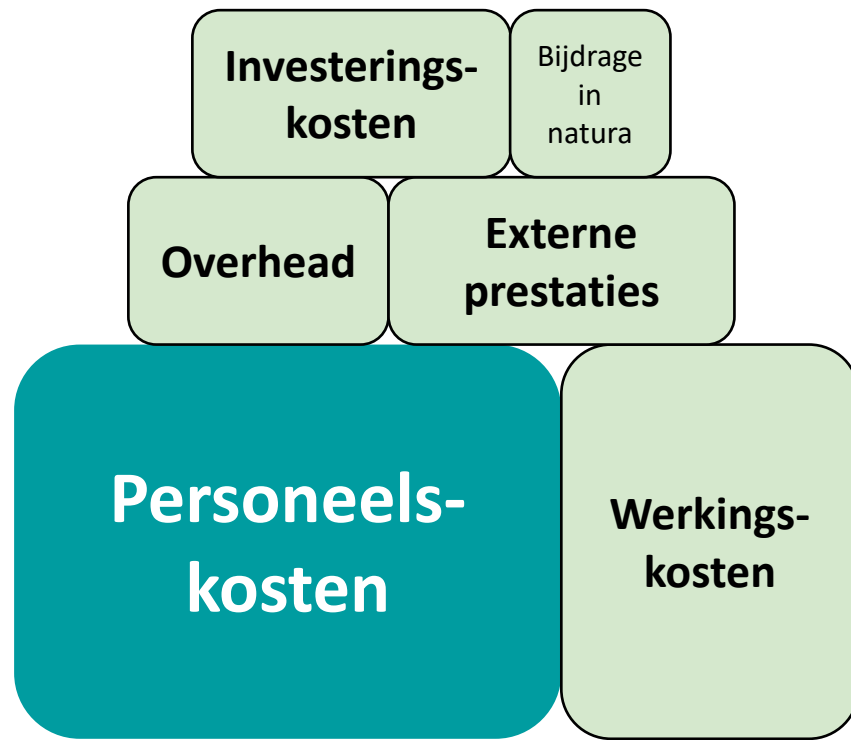 Investerings-
kosten
Bijdrage
in
natura
Overhead
Externe
prestaties
Personeels-
kosten
Werkings-
kosten